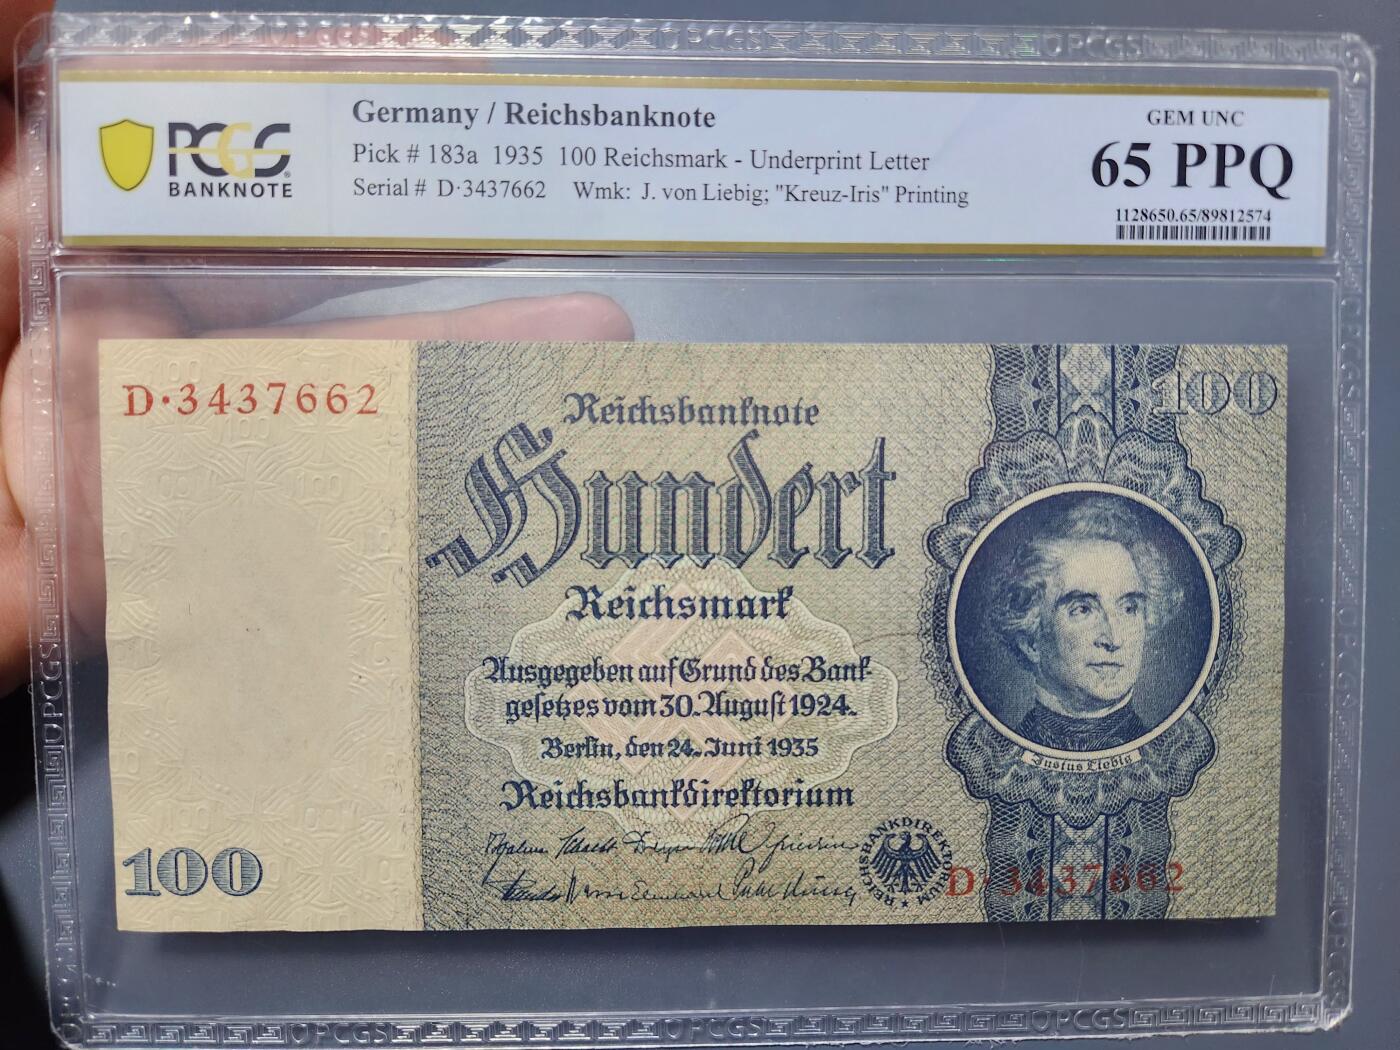 PCGS
BANKNOTE
Germany / Reichsbanknote
Pick # 183a 1935 100 Reichsmark - Underprint Letter
Serial # D·3437662 Wmk: J. von Liebig; "Kreuz-Iris" Printing
GEM UNC
65 PPQ
1128650.65/89812574
D·3437662
100
Reichsbanknote
Hundert
Reichsmark
Ausgegeben auf Grund des Bank-
gesetzes vom 30. August 1924.
Berlin, den 24. Juni 1935
Reichsbankdirektorium
Justus Liebig
REICHSBANKDIREKTORIUM
100
D·3437662